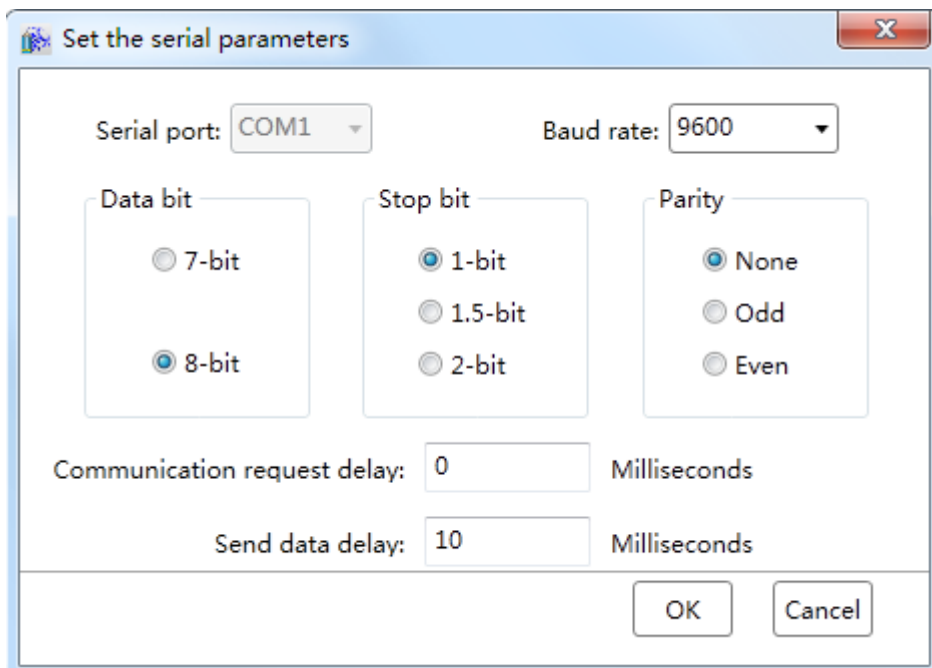 Set the serial parameters
Serial port: COM1 Baud rate: 9600
Data bit Stop bit Parity
7-bit 1-bit None
1.5-bit Odd
8-bit 2-bit Even
Communication request delay: 0 Milliseconds
Send data delay: 10 Milliseconds
OK Cancel